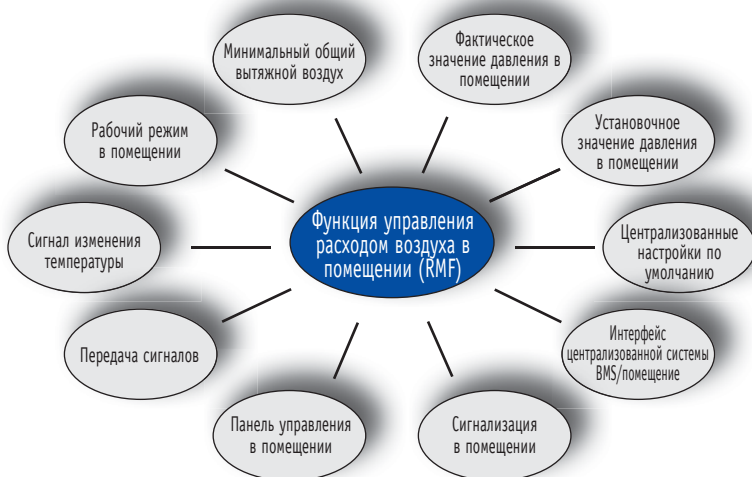 Минимальный общий
вытяжной воздух
Фактическое
значение давления в
помещении
Рабочий режим
в помещении
Установочное
значение давления
в помещении
Функция управления
расходом воздуха в
помещении (RMF)
Сигнал изменения
температуры
Централизованные
настройки по
умолчанию
Передача сигналов
Интерфейс
централизованной системы
BMS/помещение
Панель управления
в помещении
Сигнализация
в помещении